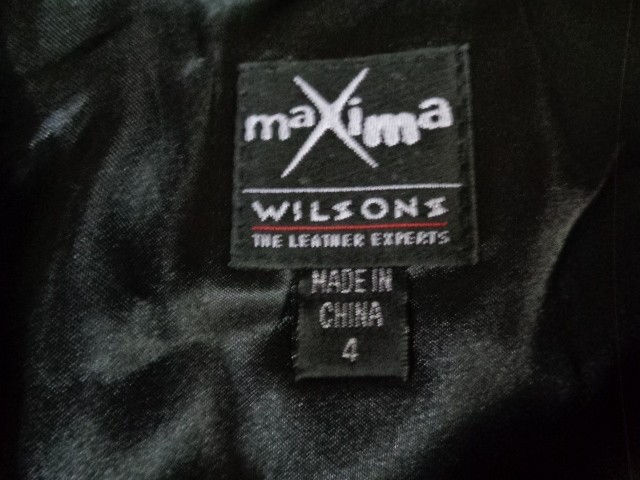 maXima
WILSONS
THE LEATHER EXPERTS
MADE IN
CHINA
4